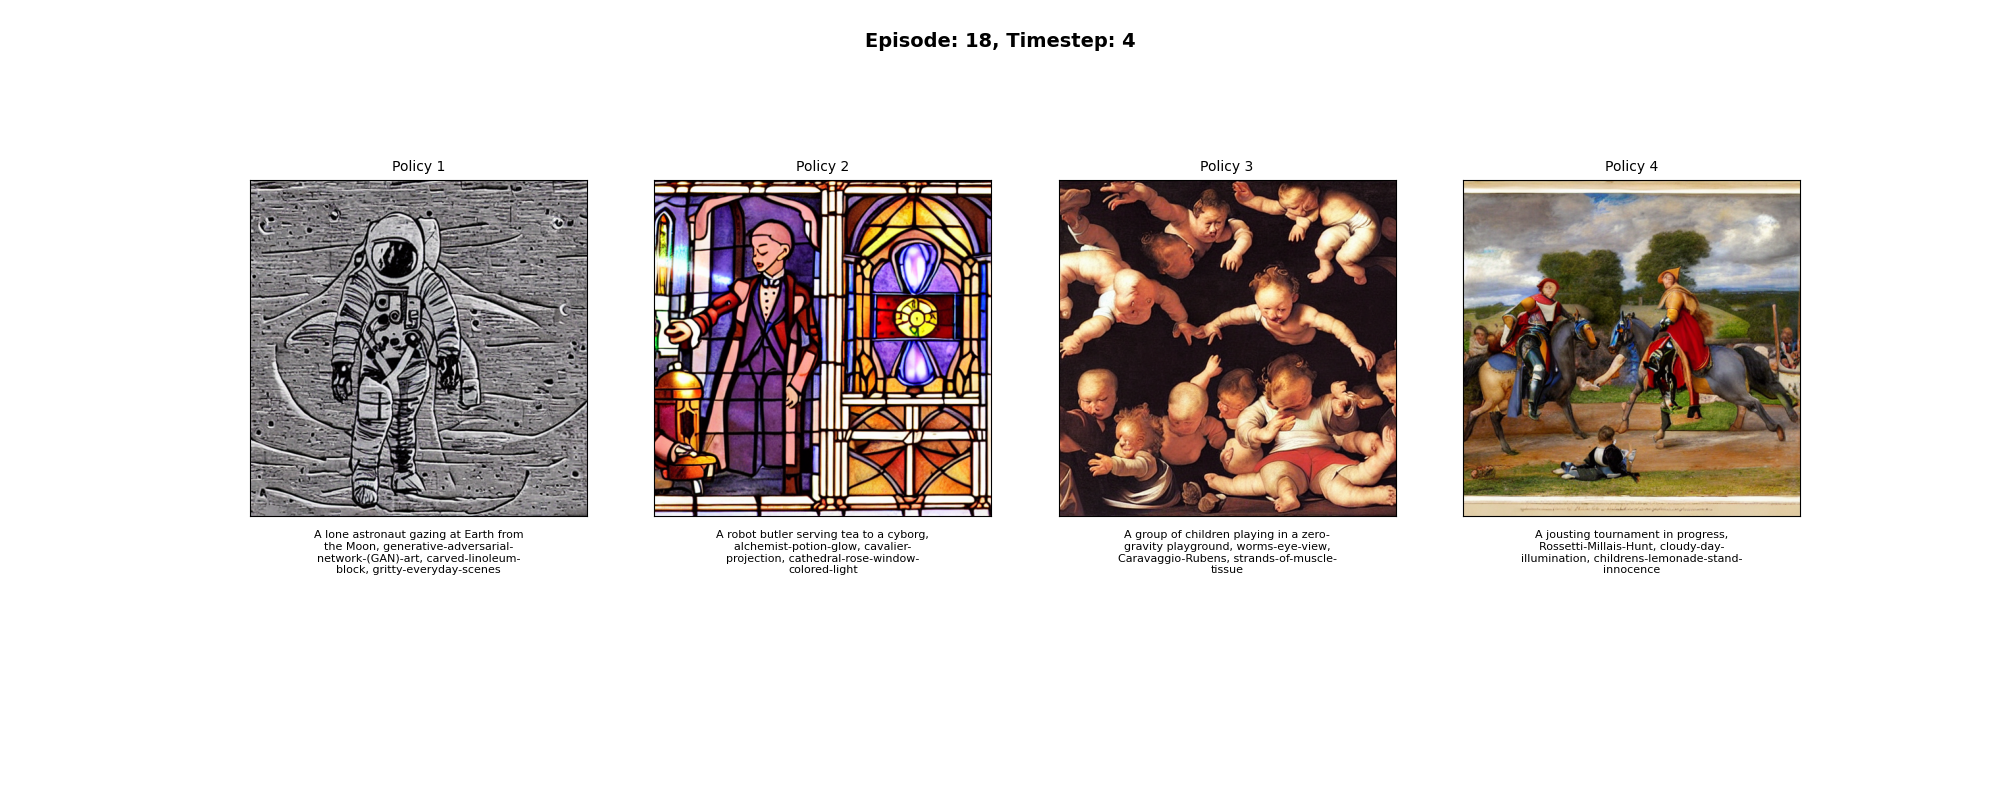 Episode: 18, Timestep: 4
Policy 1
A lone astronaut gazing at Earth from
the Moon, generative-adversarial-
network-(GAN)-art, carved-linoleum-
block, gritty-everyday-scenes
Policy 2
A robot butler serving tea to a cyborg,
alchemist-potion-glow, cavalier-
projection, cathedral-rose-window-
colored-light
Policy 3
A group of children playing in a zero-
gravity playground, worms-eye-view,
Caravaggio-Rubens, strands-of-muscle-
tissue
Policy 4
A jousting tournament in progress,
Rossetti-Millais-Hunt, cloudy-day-
illumination, childrens-lemonade-stand-
innocence